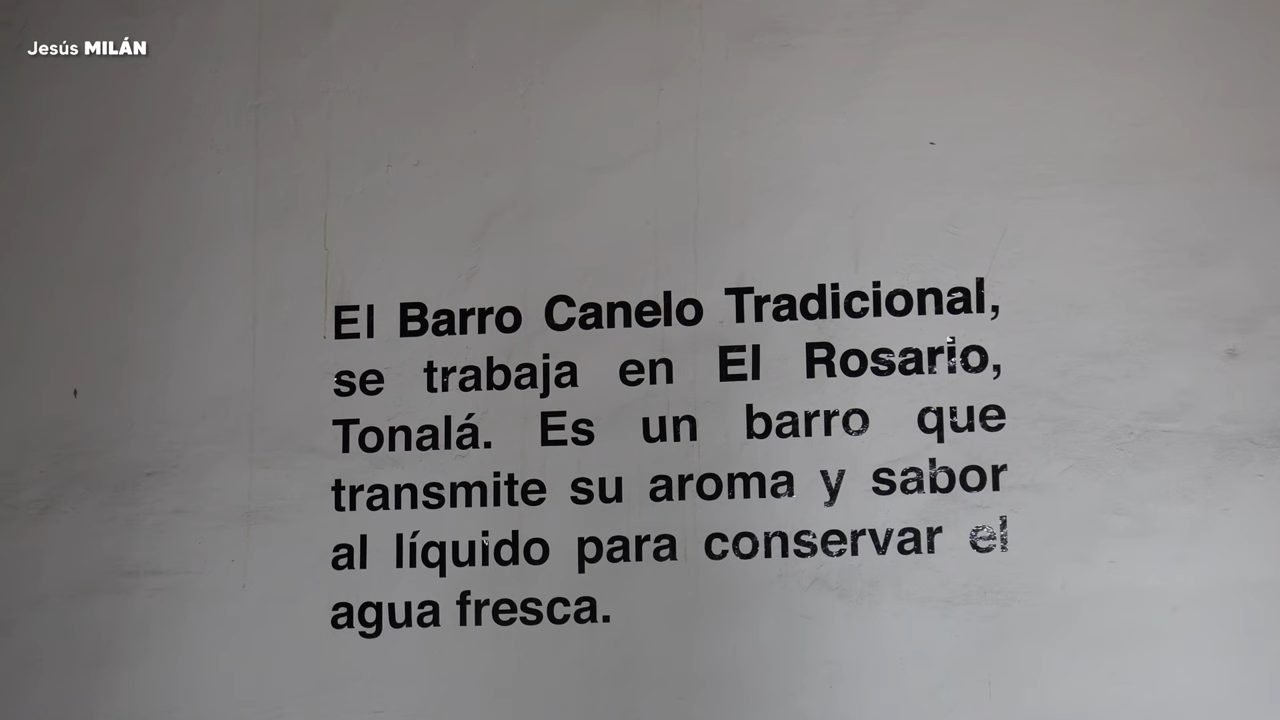 Jesús MILÁN
El Barro Canelo Tradicional,
se trabaja en El Rosario,
Tonalá. Es un barro que
transmite su aroma y sabor
al líquido para conservar el
agua fresca.